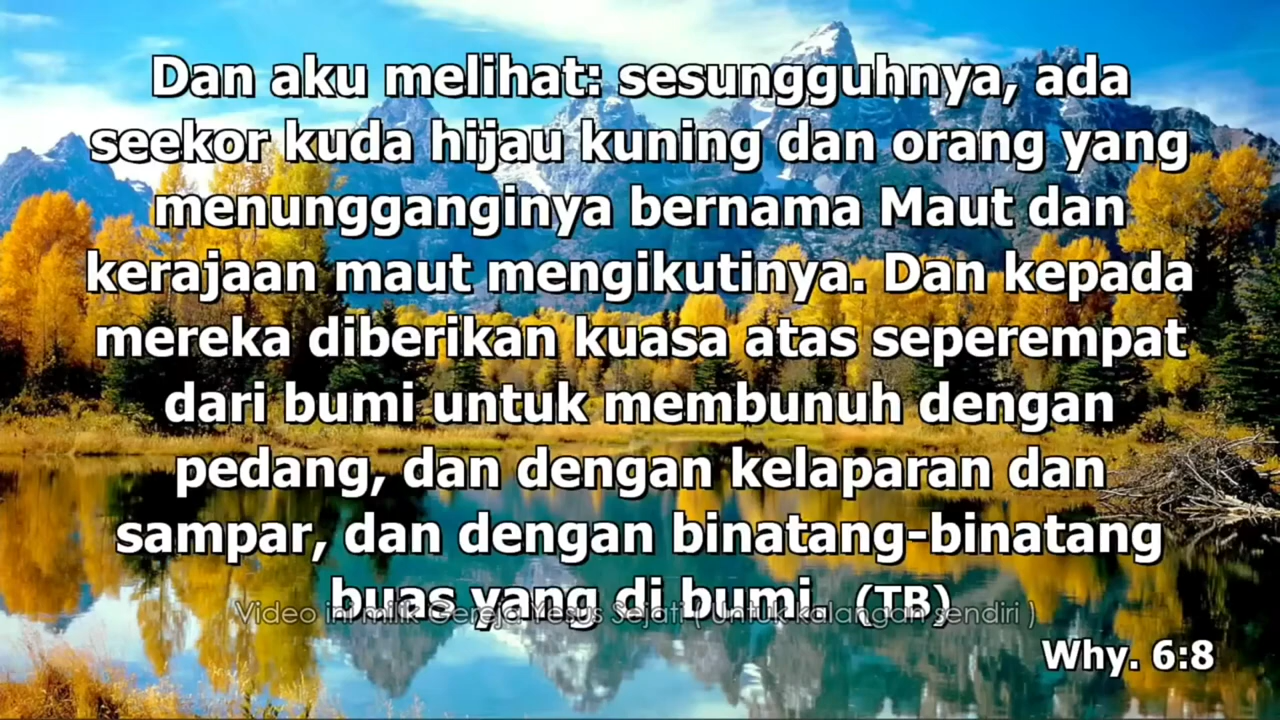 Dan aku melihat: sesungguhnya, ada
seekor kuda hijau kuning dan orang yang
menungganginya bernama Maut dan
kerajaan maut mengikutinya. Dan kepada
mereka diberikan kuasa atas seperempat
dari bumi untuk membunuh dengan
pedang, dan dengan kelaparan dan
sampar, dan dengan binatang-binatang
buas yang di bumi. (TB)
Video ini milik Gereja Yesus Sejati ( Untuk kalangan sendiri )
Why. 6:8